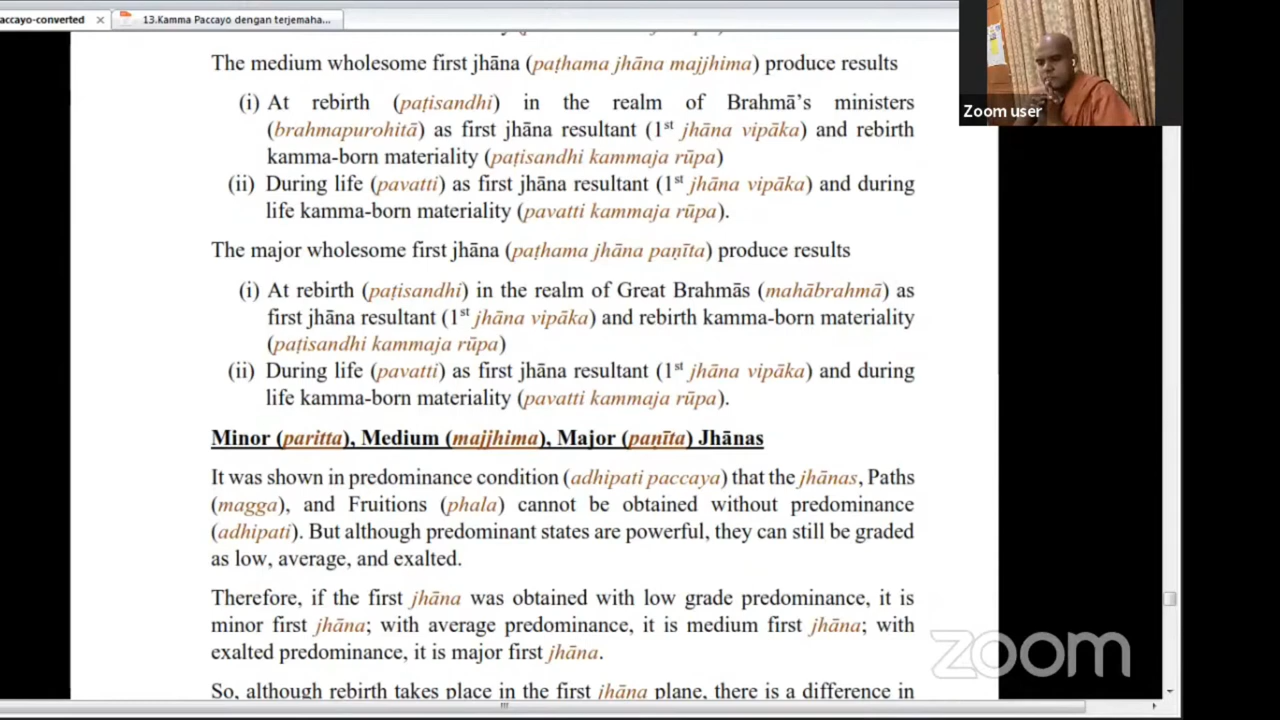 accayo-converted
13.Kamma Paccayo dengan terjemaha...
The medium wholesome first jhāna (paṭhama jhāna majjhima) produce results
(i) At rebirth (paṭisandhi) in the realm of Brahmā's ministers
(brahmapurohitā) as first jhāna resultant (1st jhāna vipāka) and rebirth
kamma-born materiality (paṭisandhi kammaja rūpa)
(ii) During life (pavatti) as first jhāna resultant (1st jhāna vipāka) and during
life kamma-born materiality (pavatti kammaja rūpa).
The major wholesome first jhāna (paṭhama jhāna paṇīta) produce results
(i) At rebirth (paṭisandhi) in the realm of Great Brahmās (mahābrahmā) as
first jhāna resultant (1st jhāna vipāka) and rebirth kamma-born materiality
(paṭisandhi kammaja rūpa)
(ii) During life (pavatti) as first jhāna resultant (1st jhāna vipāka) and during
life kamma-born materiality (pavatti kammaja rūpa).
Minor (paritta), Medium (majjhima), Major (paṇīta) Jhānas
It was shown in predominance condition (adhipati paccaya) that the jhānas, Paths
(magga), and Fruitions (phala) cannot be obtained without predominance
(adhipati). But although predominant states are powerful, they can still be graded
as low, average, and exalted.
Therefore, if the first jhāna was obtained with low grade predominance, it is
minor first jhāna; with average predominance, it is medium first jhāna; with
exalted predominance, it is major first jhāna.
So, although rebirth takes place in the first jhāna plane, there is a difference in
Zoom user
zoom